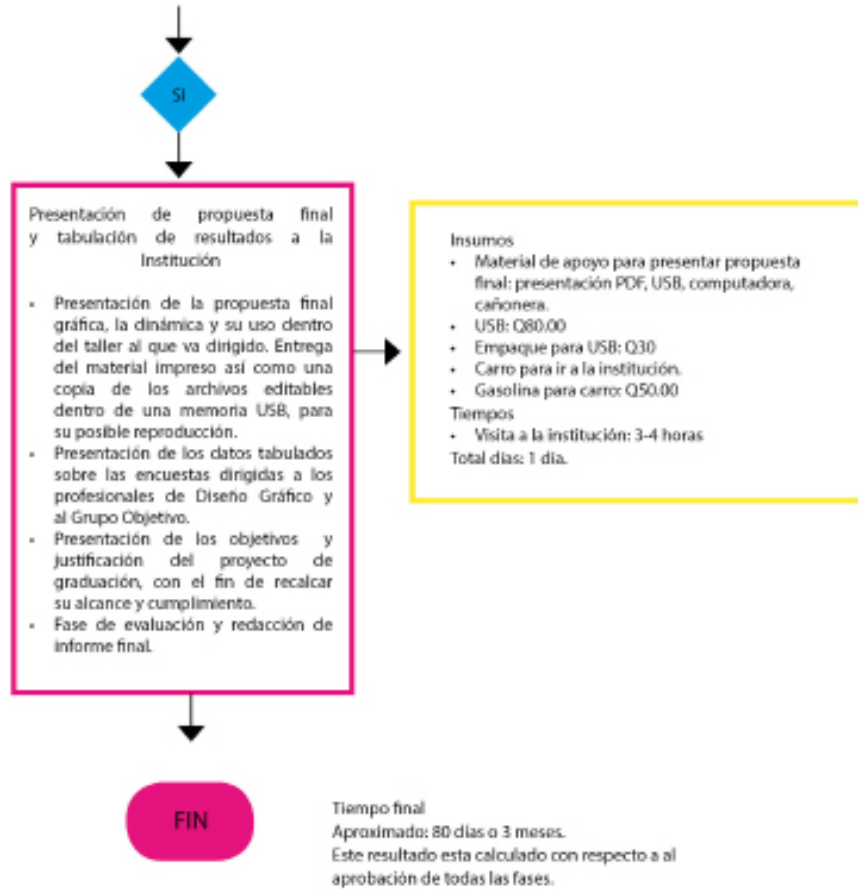 SI
Presentación de propuesta final
y tabulación de resultados a la
Institución
• Presentación de la propuesta final
gráfica, la dinámica y su uso dentro
del taller al que va dirigido. Entrega
del material impreso así como una
copia de los archivos editables
dentro de una memoria USB, para
su posible reproducción.
• Presentación de los datos tabulados
sobre las encuestas dirigidas a los
profesionales de Diseño Gráfico y
al Grupo Objetivo.
• Presentación de los objetivos y
justificación del proyecto de
graduación, con el fin de recalcar
su alcance y cumplimiento.
• Fase de evaluación y redacción de
informe final.
Insumos
• Material de apoyo para presentar propuesta
final: presentación PDF, USB, computadora,
cañonera.
• USB: Q80.00
• Empaque para USB: Q30
• Carro para ir a la institución.
• Gasolina para carro: Q50.00
Tiempos
• Visita a la institución: 3-4 horas
Total días: 1 día.
FIN
Tiempo final
Aproximado: 80 días o 3 meses.
Este resultado esta calculado con respecto a al
aprobación de todas las fases.